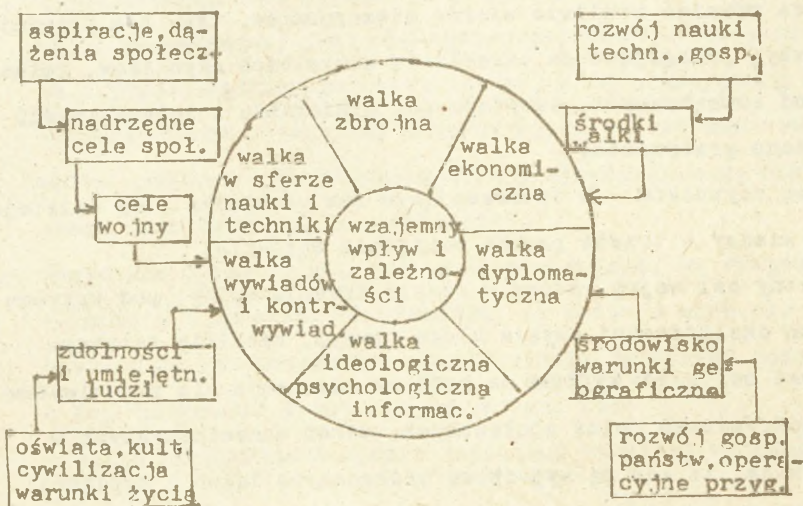 aspiracje, dą-
żenia społecz.
nadrzędne
cele społ.
cele
wojny
zdolności
i umiejętn.
ludzi
oświata, kult.
cywilizacja
warunki życia
walka
zbrojna
walka
ekonomi-
czna
walka
dyploma-
tyczna
walka
ideologiczna
psychologiczna
informac.
walka
wywiadów
i kontr-
wywiad.
walka
w sferze
nauki i
techniki
wzajemny
wpływ i
zależno-
ści
rozwój nauki
techn., gosp.
środki
walki
środowisko
warunki ge
ograficzne
rozwój gosp.
państw, opera-
cyjne przyg.